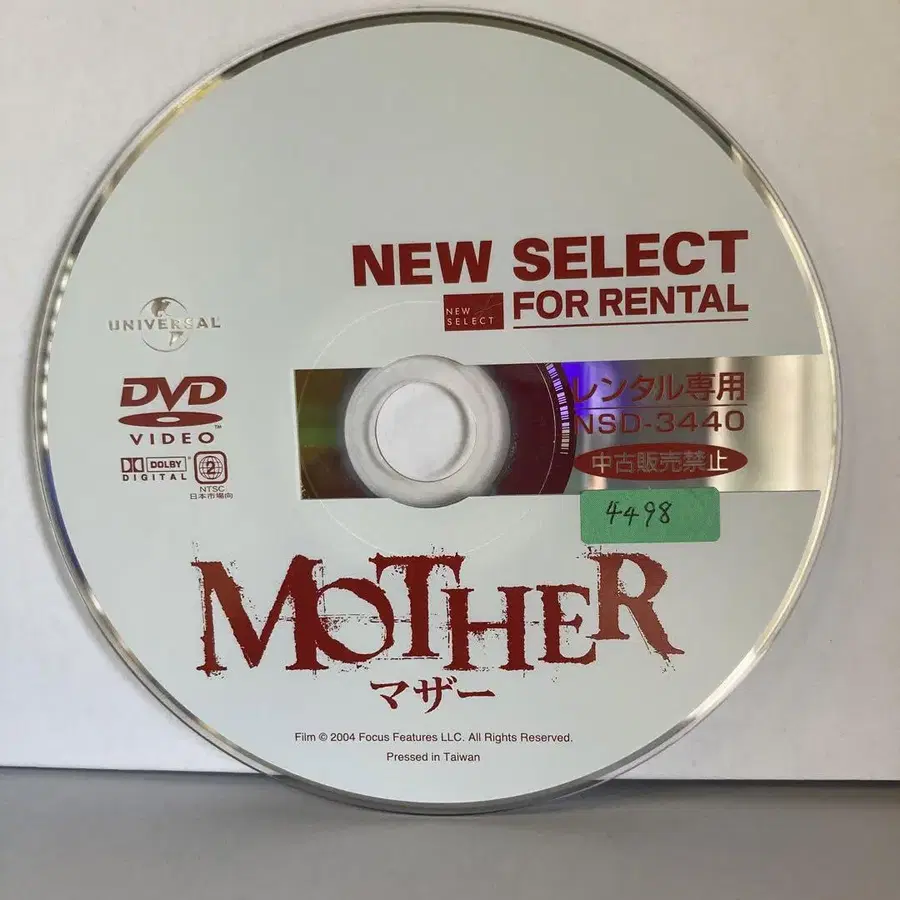 NEW SELECT
NEW
SELECT
FOR RENTAL
UNIVERSAL
DVD
VIDEO
TM
DOLBY
DIGITAL
2
NTSC
日本市場向
レンタル専用
NSD-3440
中古販売禁止
4498
MOTHER
マザー
Film © 2004 Focus Features LLC. All Rights Reserved.
Pressed in Taiwan